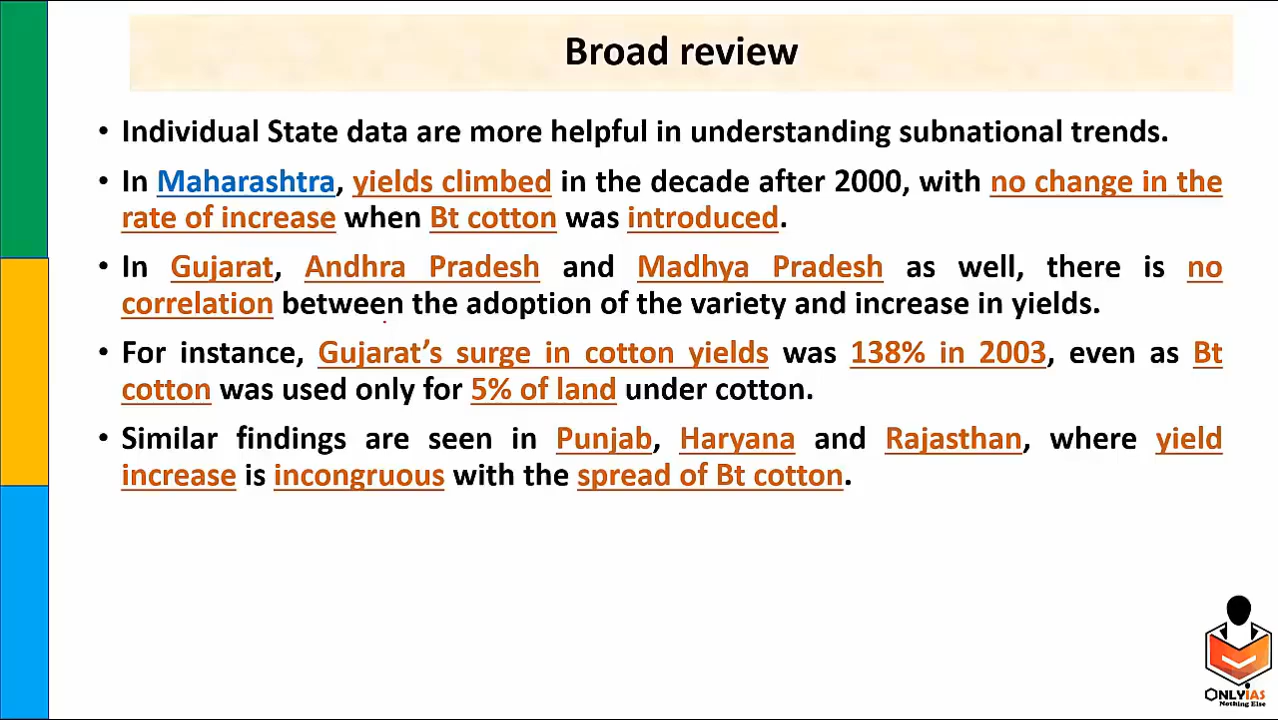 Broad review
• Individual State data are more helpful in understanding subnational trends.
• In Maharashtra, yields climbed in the decade after 2000, with no change in the
rate of increase when Bt cotton was introduced.
• In Gujarat, Andhra Pradesh and Madhya Pradesh as well, there is no
correlation between the adoption of the variety and increase in yields.
• For instance, Gujarat’s surge in cotton yields was 138% in 2003, even as Bt
cotton was used only for 5% of land under cotton.
• Similar findings are seen in Punjab, Haryana and Rajasthan, where yield
increase is incongruous with the spread of Bt cotton.
ONLYIAS
Nothing Else